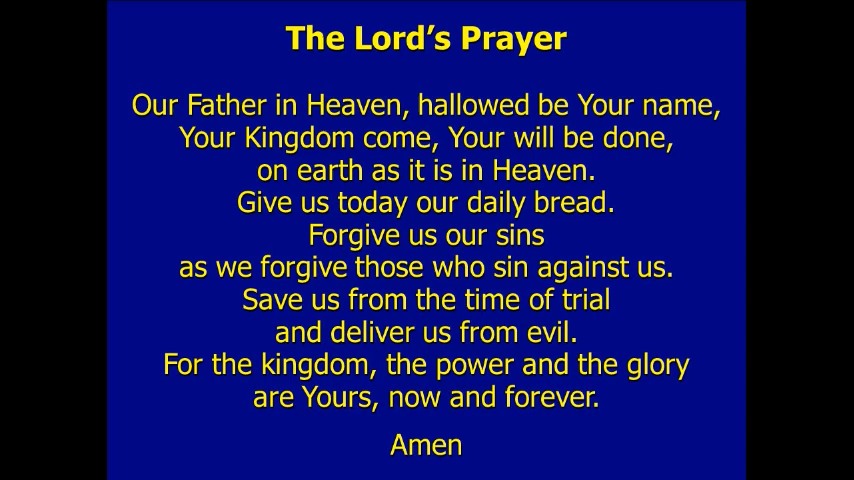 The Lord’s Prayer
Our Father in Heaven, hallowed be Your name,
Your Kingdom come, Your will be done,
on earth as it is in Heaven.
Give us today our daily bread.
Forgive us our sins
as we forgive those who sin against us.
Save us from the time of trial
and deliver us from evil.
For the kingdom, the power and the glory
are Yours, now and forever.
Amen